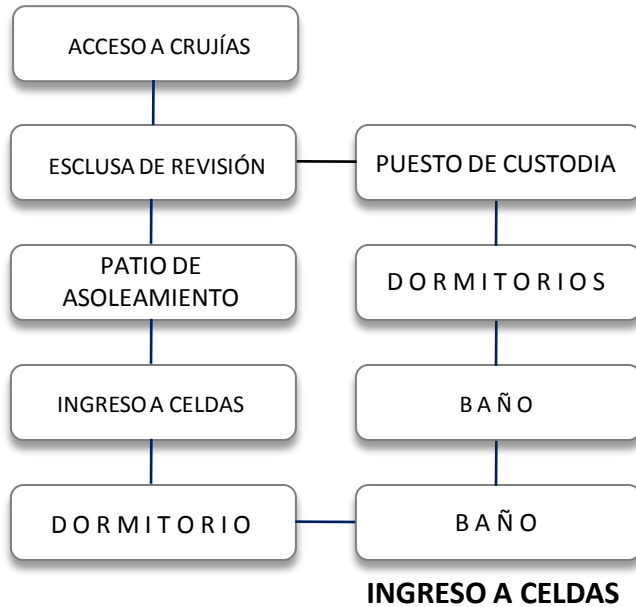 ACCESO A CRUJÍAS
ESCLUSA DE REVISIÓN
PUESTO DE CUSTODIA
PATIO DE
ASOLEAMIENTO
D O R M I T O R I O S
INGRESO A CELDAS
B A Ñ O
D O R M I T O R I O
B A Ñ O
INGRESO A CELDAS